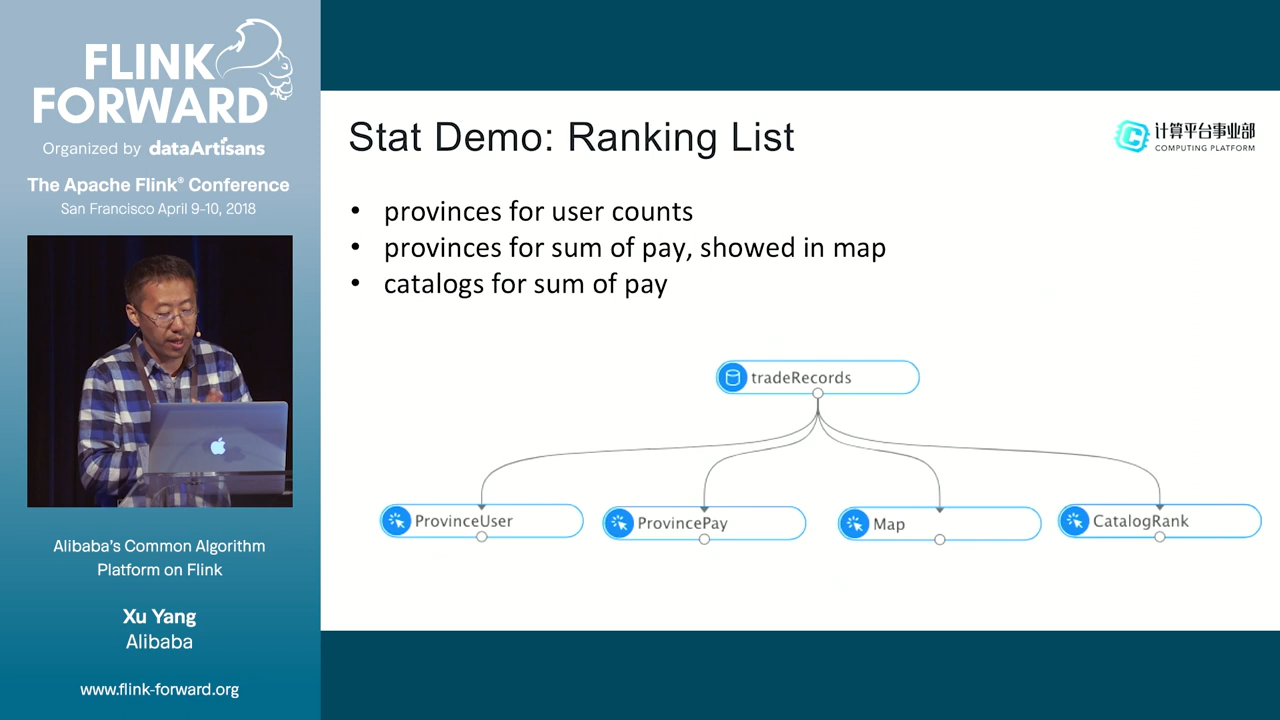 FLINK
FORWARD
Organized by dataArtisans
The Apache Flink® Conference
San Francisco April 9-10, 2018
Alibaba's Common Algorithm
Platform on Flink
Xu Yang
Alibaba
www.flink-forward.org
Stat Demo: Ranking List
计算平台事业部
COMPUTING PLATFORM
• provinces for user counts
• provinces for sum of pay, showed in map
• catalogs for sum of pay
tradeRecords
ProvinceUser
ProvincePay
Map
CatalogRank